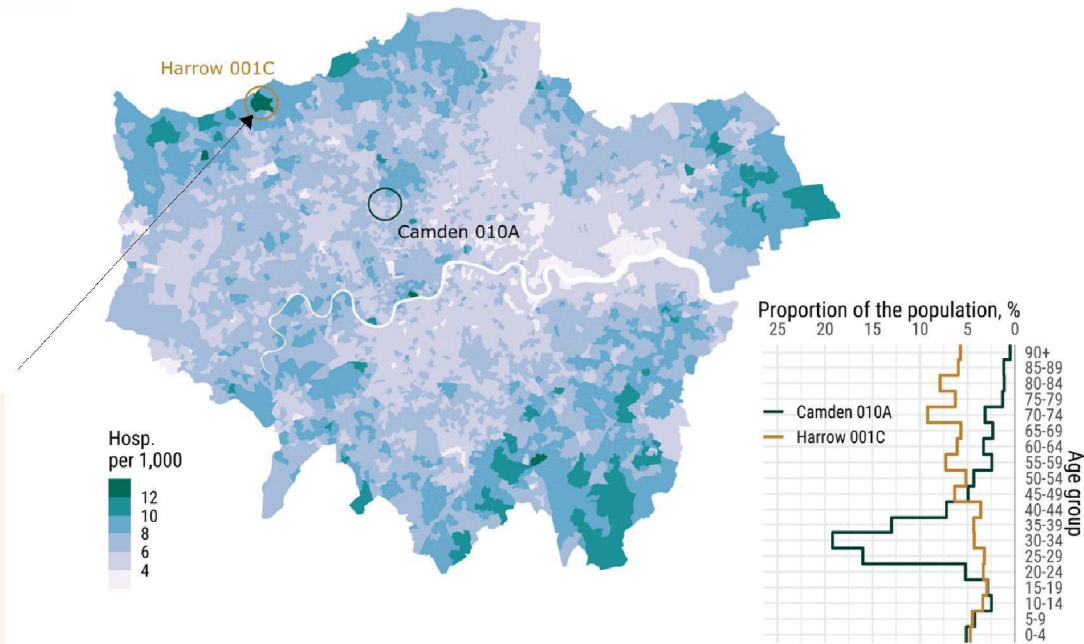 Harrow 001C
Camden 010A
Hosp.
per 1,000
12
10
8
6
4
Proportion of the population, %
25 20 15 10 5 0
Camden 010A
Harrow 001C
90+
85-89
80-84
75-79
70-74
65-69
60-64
55-59
50-54
45-49
40-44
35-39
30-34
25-29
20-24
15-19
10-14
5-9
0-4
Age group